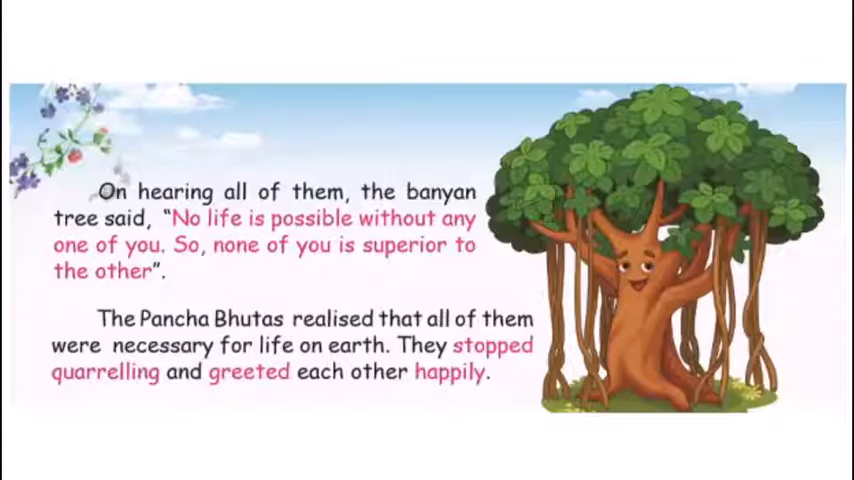 On hearing all of them, the banyan
tree said, “No life is possible without any
one of you. So, none of you is superior to
the other”.
The Pancha Bhutas realised that all of them
were necessary for life on earth. They stopped
quarrelling and greeted each other happily.